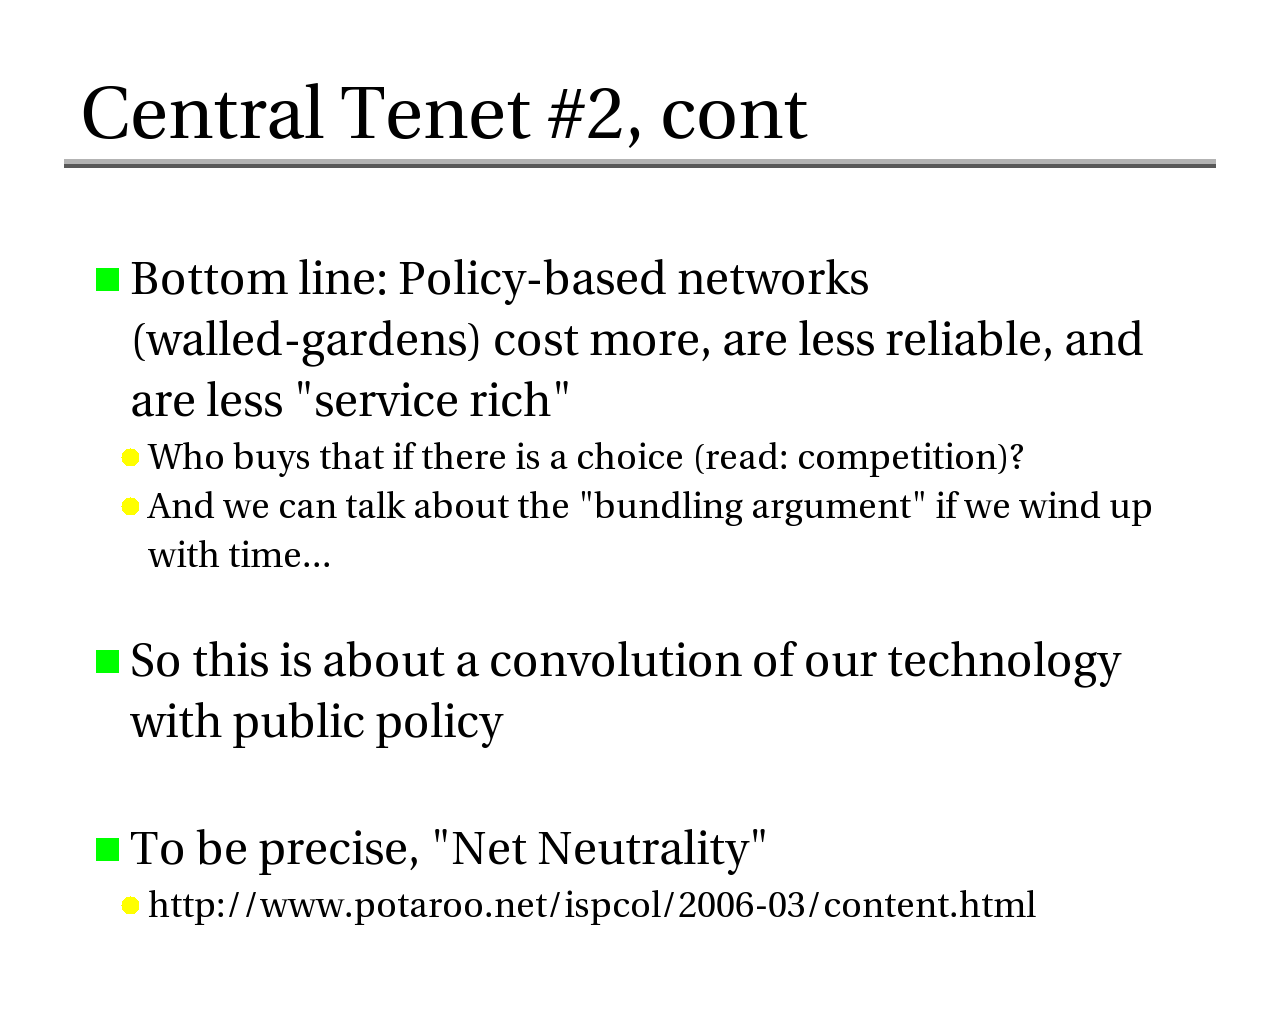 Central Tenet #2, cont
Bottom line: Policy-based networks
(walled-gardens) cost more, are less reliable, and
are less "service rich"
Who buys that if there is a choice (read: competition)?
And we can talk about the "bundling argument" if we wind up
with time...
So this is about a convolution of our technology
with public policy
To be precise, "Net Neutrality"
http://www.potaroo.net/ispcol/2006-03/content.html